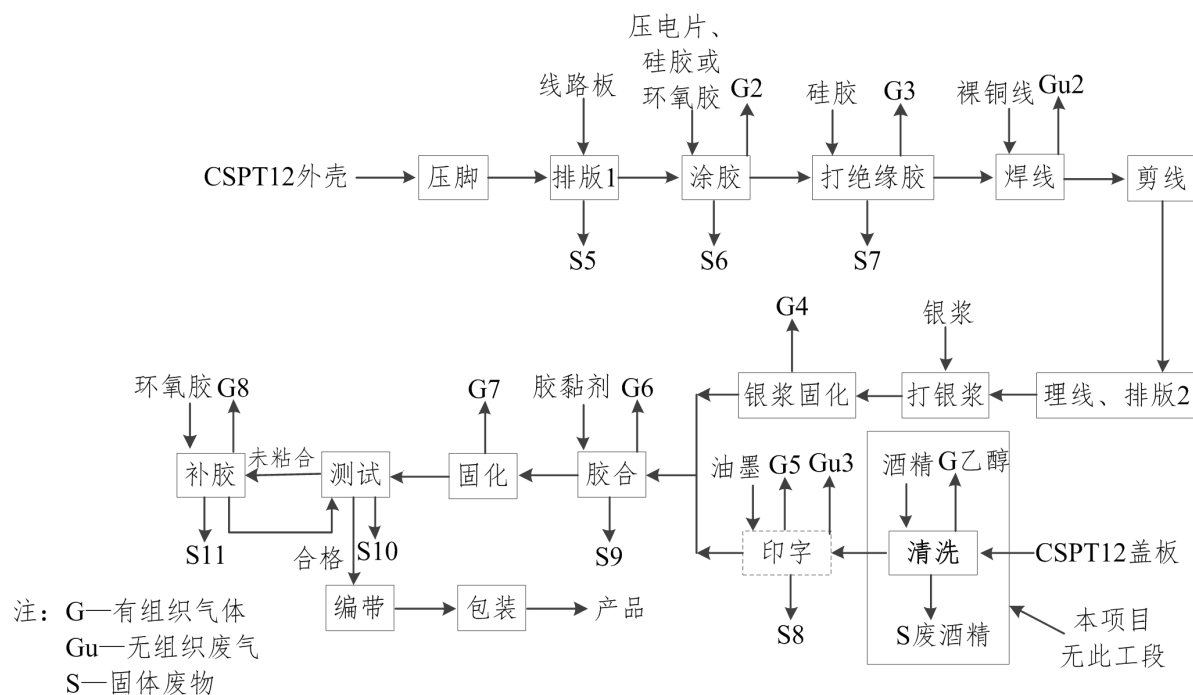 压电片、
硅胶或
环氧胶
G2
线路板
硅胶
G3
裸铜线
Gu2
CSPT12外壳
压脚
排版1
涂胶
打绝缘胶
焊线
剪线
S5
S6
S7
G4
银浆
环氧胶
G8
G7
胶黏剂
G6
银浆固化
打银浆
理线、排版2
未粘合
补胶
测试
固化
胶合
油墨
G5
Gu3
酒精
G乙醇
S11
合格
S10
S9
印字
清洗
CSPT12盖板
编带
包装
产品
S8
S废酒精
本项目
无此工段
注：G—有组织气体
Gu—无组织废气
S—固体废物